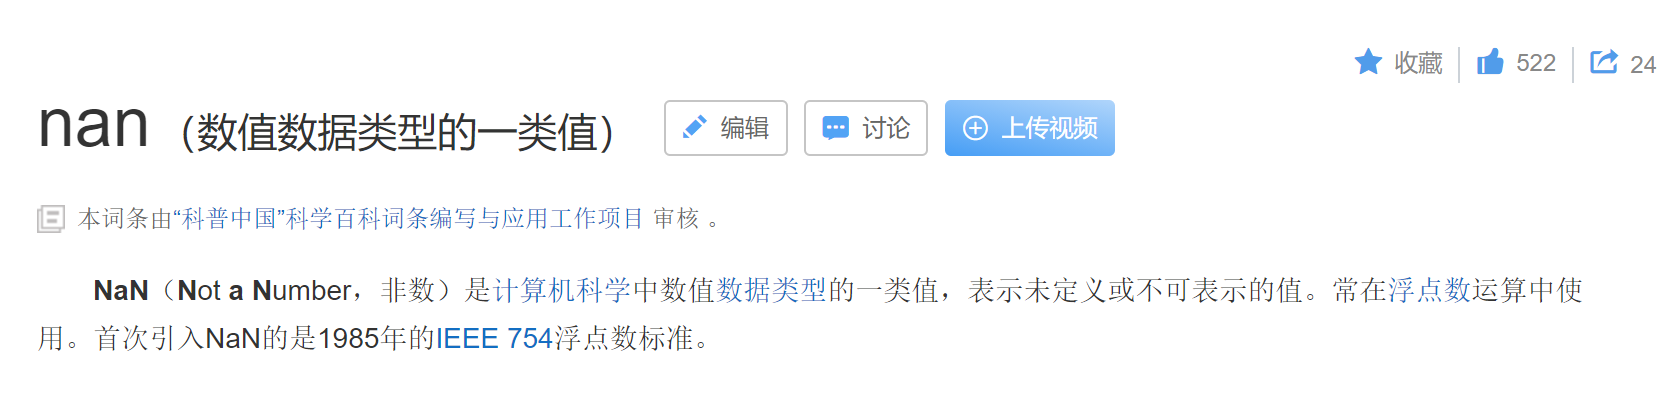 收藏 522 24
nan（数值数据类型的一类值） 编辑 讨论 上传视频
本词条由“科普中国”科学百科词条编写与应用工作项目 审核 。
NaN（Not a Number，非数）是计算机科学中数值数据类型的一类值，表示未定义或不可表示的值。常在浮点数运算中使
用。首次引入NaN的是1985年的IEEE 754浮点数标准。